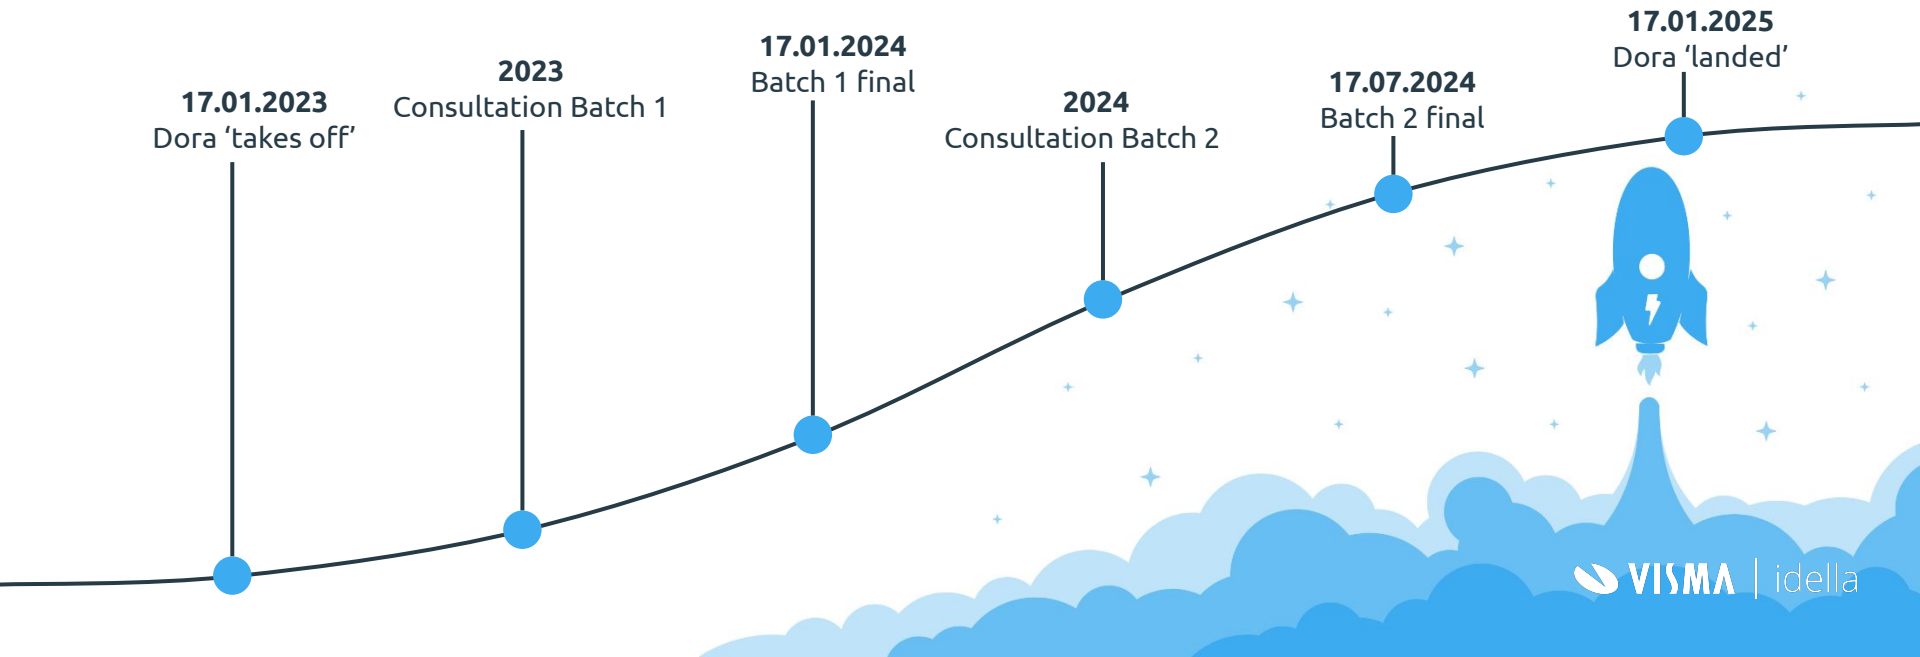 17.01.2023
Dora ‘takes off’
2023
Consultation Batch 1
17.01.2024
Batch 1 final
2024
Consultation Batch 2
17.07.2024
Batch 2 final
17.01.2025
Dora ‘landed’
VISMA | idella